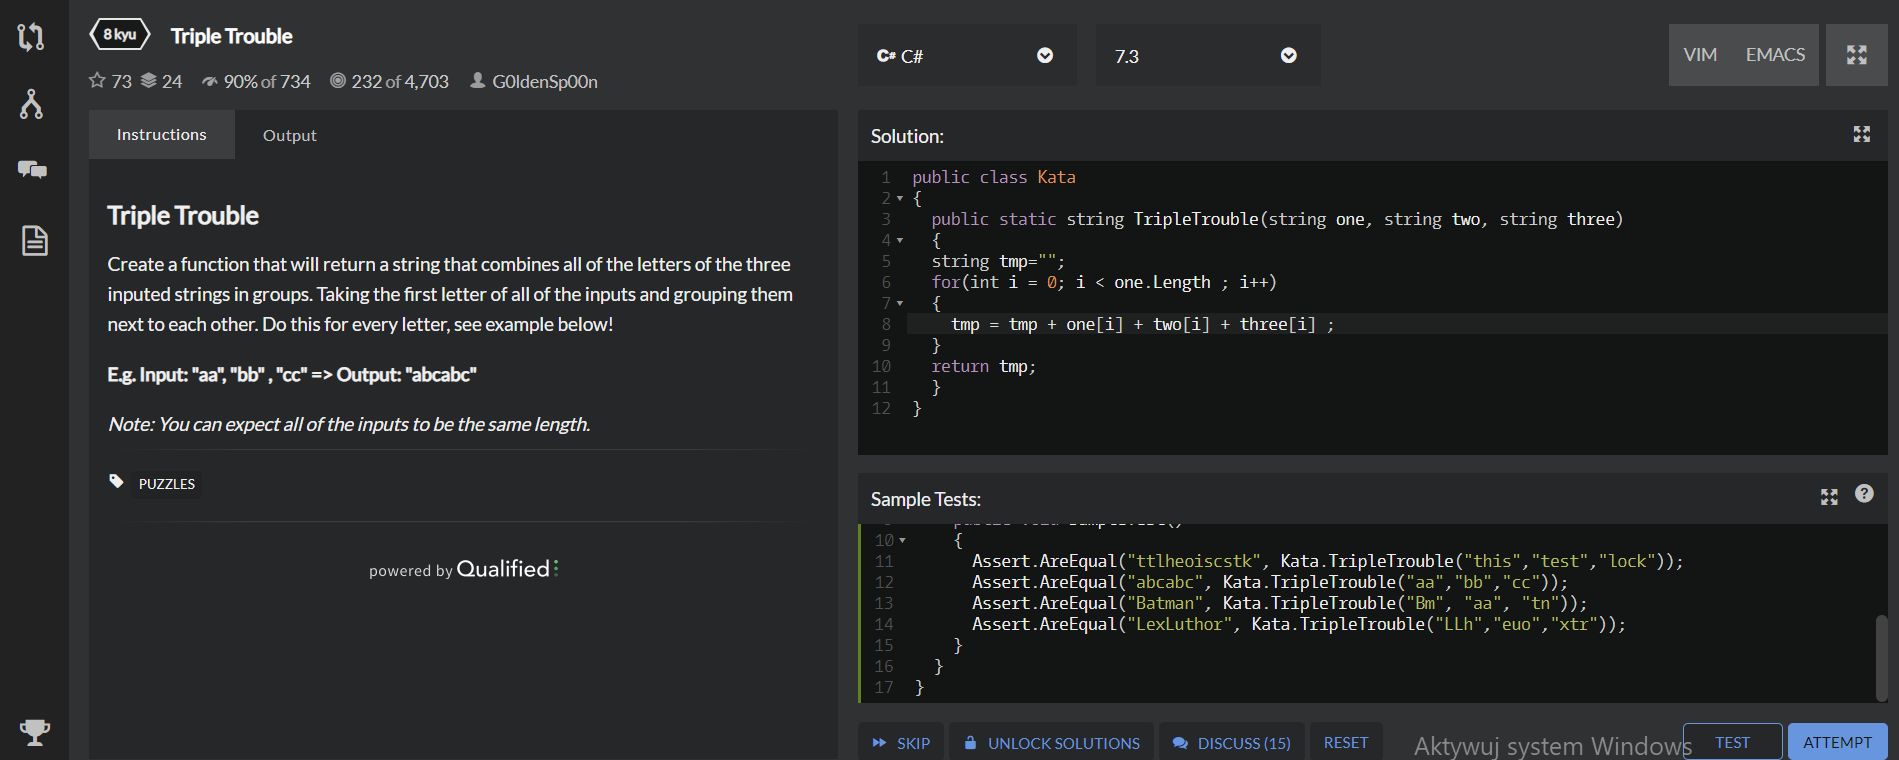 8 kyu Triple Trouble
73 24 90% of 734 232 of 4,703 G0ldenSp00n
C# C#
7.3
VIM EMACS
Instructions Output
Triple Trouble
Create a function that will return a string that combines all of the letters of the three
inputed strings in groups. Taking the first letter of all of the inputs and grouping them
next to each other. Do this for every letter, see example below!
E.g. Input: "aa", "bb" , "cc" => Output: "abcabc"
Note: You can expect all of the inputs to be the same length.
PUZZLES
powered by Qualified
Solution:
1 public class Kata
2 {
3 public static string TripleTrouble(string one, string two, string three)
4 {
5 string tmp="";
6 for(int i = 0; i < one.Length ; i++)
7 {
8 tmp = tmp + one[i] + two[i] + three[i] ;
9 }
10 return tmp;
11 }
12 }
Sample Tests:
10 {
11 Assert.AreEqual("ttlheoiscstk", Kata.TripleTrouble("this","test","lock"));
12 Assert.AreEqual("abcabc", Kata.TripleTrouble("aa","bb","cc"));
13 Assert.AreEqual("Batman", Kata.TripleTrouble("Bm", "aa", "tn"));
14 Assert.AreEqual("LexLuthor", Kata.TripleTrouble("LLh","euo","xtr"));
15 }
16 }
17 }
SKIP UNLOCK SOLUTIONS DISCUSS (15) RESET
Aktywuj system Windows
TEST ATTEMPT